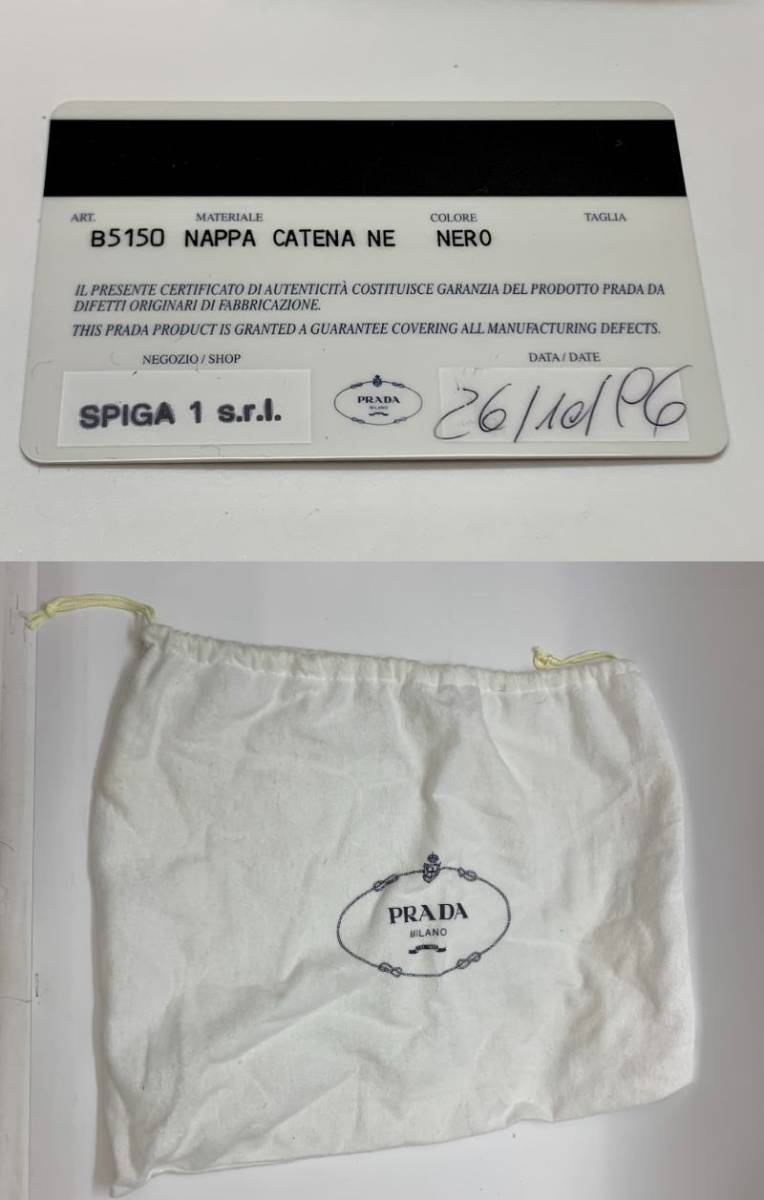 ART. MATERIALE COLORE TAGLIA
B5150 NAPPA CATENA NE NERO
IL PRESENTE CERTIFICATO DI AUTENTICITÀ COSTITUISCE GARANZIA DEL PRODOTTO PRADA DA
DIFETTI ORIGINARI DI FABBRICAZIONE.
THIS PRADA PRODUCT IS GRANTED A GUARANTEE COVERING ALL MANUFACTURING DEFECTS.
NEGOZIO / SHOP DATA / DATE
SPIGA 1 s.r.l. PRADA 26/10/96
MILANO
PRADA
MILANO